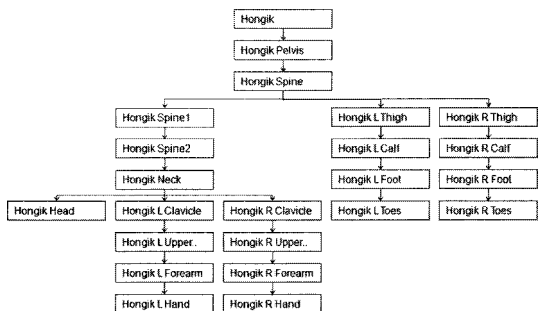 Hongik
Hongik Pelvis
Hongik Spine
Hongik Spine1
Hongik L Thigh
Hongik R Thigh
Hongik Spine2
Hongik L Calf
Hongik R Calf
Hongik Neck
Hongik L Foot
Hongik R Foot
Hongik Head
Hongik L Clavicle
Hongik R Clavicle
Hongik L Toes
Hongik R Toes
Hongik L Upper..
Hongik R Upper..
Hongik L Forearm
Hongik R Forearm
Hongik L Hand
Hongik R Hand